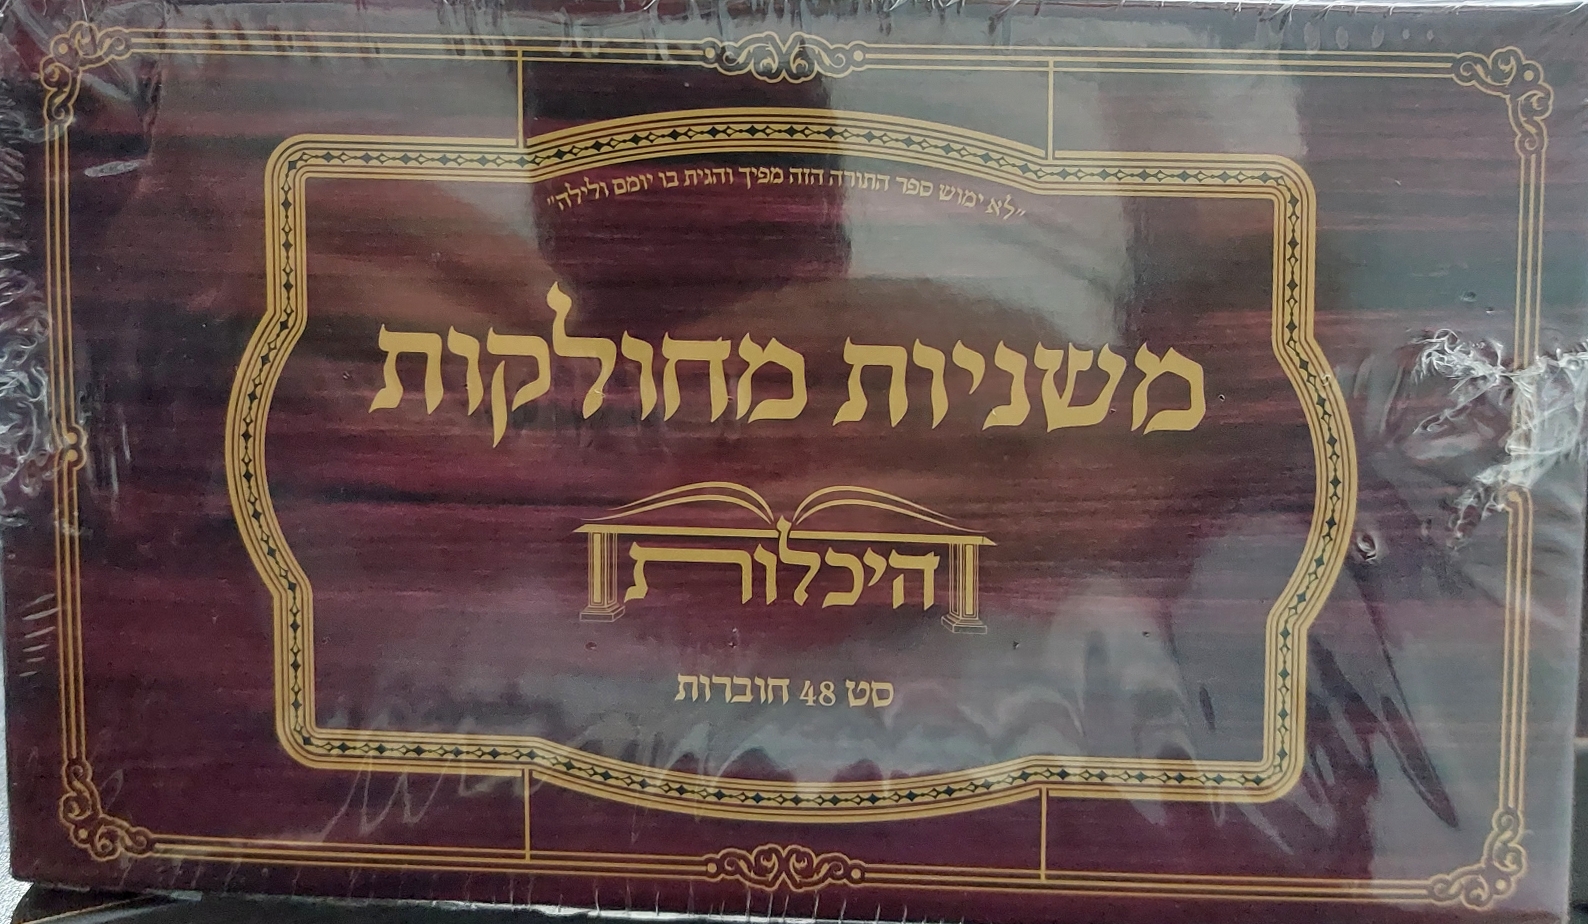 "לא ימוש ספר התורה הזה מפיך והגית בו יומם ולילה"
משניות מחולקות
היכלות
סט 48 חוברות